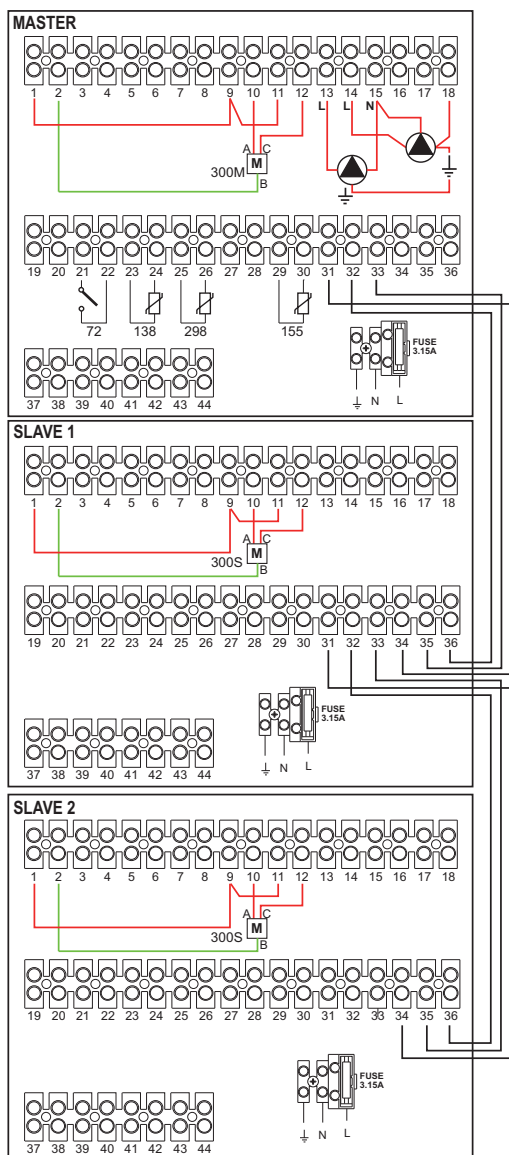 MASTER
1 2 3 4 5 6 7 8 9 10 11 12 13 14 15 16 17 18
L L N
A C
M
300M
B
19 20 21 22 23 24 25 26 27 28 29 30 31 32 33 34 35 36
72 138 298 155
FUSE
3.15A
N L
37 38 39 40 41 42 43 44
SLAVE 1
1 2 3 4 5 6 7 8 9 10 11 12 13 14 15 16 17 18
A C
M
300S
B
19 20 21 22 23 24 25 26 27 28 29 30 31 32 33 34 35 36
FUSE
3.15A
N L
37 38 39 40 41 42 43 44
SLAVE 2
1 2 3 4 5 6 7 8 9 10 11 12 13 14 15 16 17 18
A C
M
300S
B
19 20 21 22 23 24 25 26 27 28 29 30 31 32 33 34 35 36
FUSE
3.15A
N L
37 38 39 40 41 42 43 44